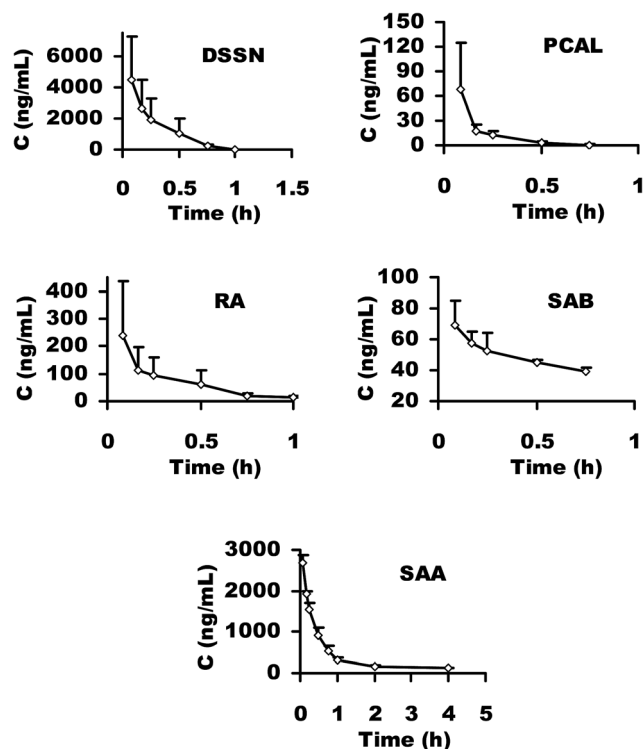 DSSN
C (ng/mL)
6000
4000
2000
0
0 0.5 1 1.5
Time (h)
PCAL
C (ng/mL)
150
120
90
60
30
0
0 0.5 1
Time (h)
RA
C (ng/mL)
400
300
200
100
0
0 0.5 1
Time (h)
SAB
C (ng/mL)
100
80
60
40
20
0 0.5 1
Time (h)
SAA
C (ng/mL)
3000
2000
1000
0
0 1 2 3 4 5
Time (h)